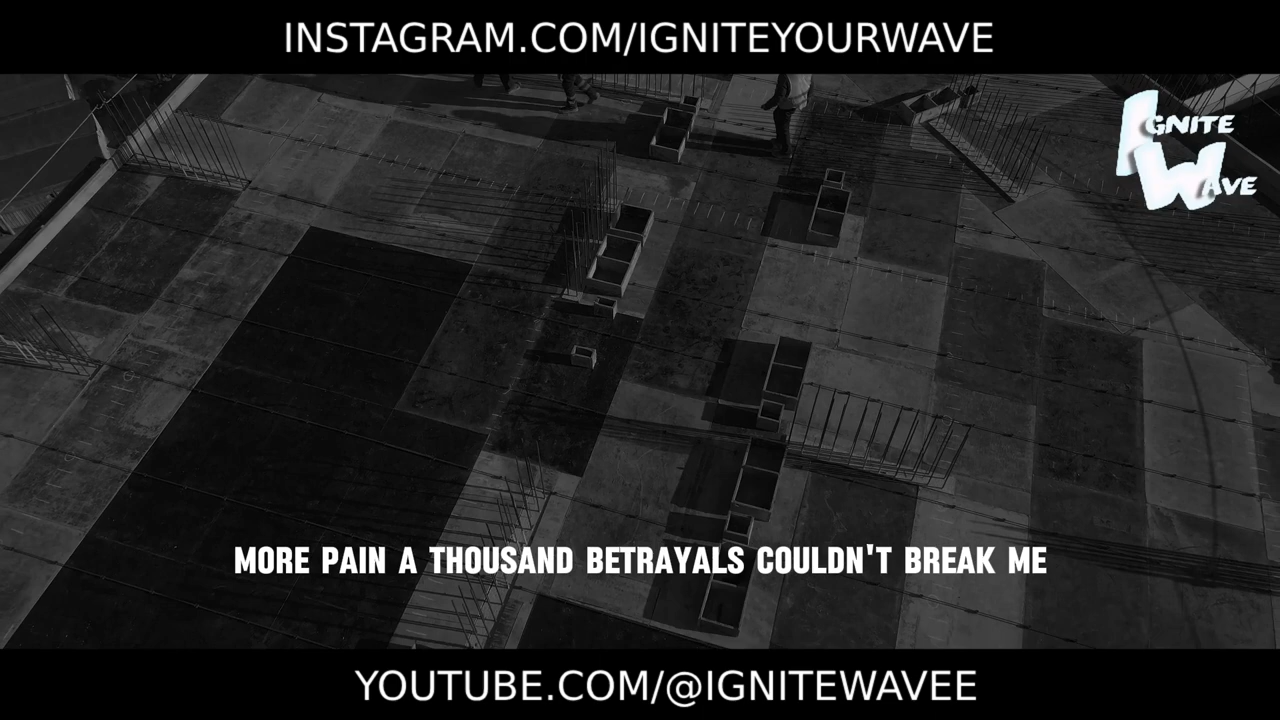 INSTAGRAM.COM/IGNITEYOURWAVE
IGNITE
WAVE
MORE PAIN A THOUSAND BETRAYALS COULDN'T BREAK ME
YOUTUBE.COM/@IGNITEWAVEE